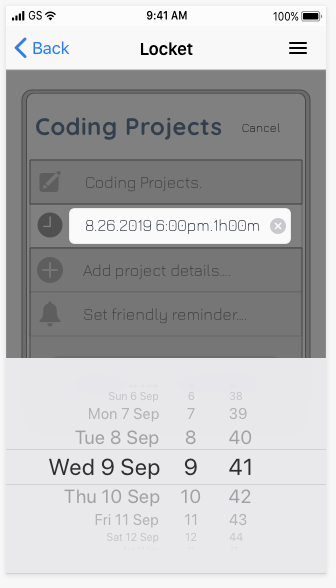 GS 9:41 AM 100%
Back Locket
Coding Projects Cancel
Coding Projects.
8.26.2019 6:00pm.1h00m
Add project details....
Set friendly reminder....
Sun 6 Sep 6 38
Mon 7 Sep 7 39
Tue 8 Sep 8 40
Wed 9 Sep 9 41
Thu 10 Sep 10 42
Fri 11 Sep 11 43
Sat 12 Sep 12 44